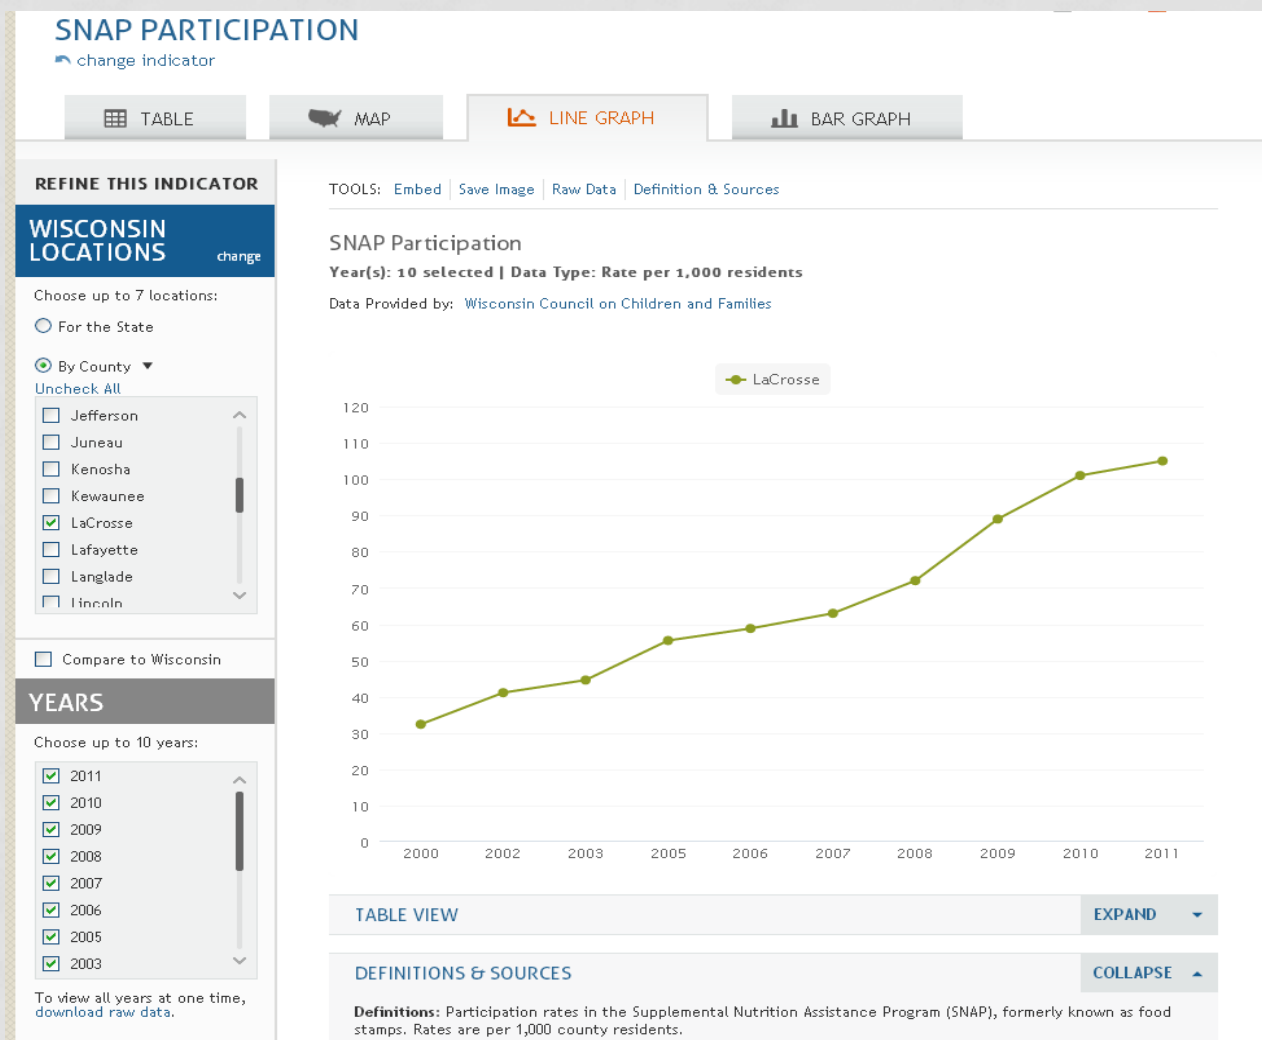 SNAP PARTICIPATION
change indicator
TABLE
MAP
LINE GRAPH
BAR GRAPH
REFINE THIS INDICATOR
WISCONSIN
LOCATIONS
change
Choose up to 7 locations:
For the State
By County
Uncheck All
Jefferson
Juneau
Kenosha
Kewaunee
LaCrosse
Lafayette
Langlade
Lincoln
Compare to Wisconsin
YEARS
Choose up to 10 years:
2011
2010
2009
2008
2007
2006
2005
2003
To view all years at one time,
download raw data.
TOOLS: Embed Save Image Raw Data Definition & Sources
SNAP Participation
Year(s): 10 selected | Data Type: Rate per 1,000 residents
Data Provided by: Wisconsin Council on Children and Families
LaCrosse
120
110
100
90
80
70
60
50
40
30
20
10
0
2000 2002 2003 2005 2006 2007 2008 2009 2010 2011
TABLE VIEW
EXPAND
DEFINITIONS & SOURCES
COLLAPSE
Definitions: Participation rates in the Supplemental Nutrition Assistance Program (SNAP), formerly known as food
stamps. Rates are per 1,000 county residents.